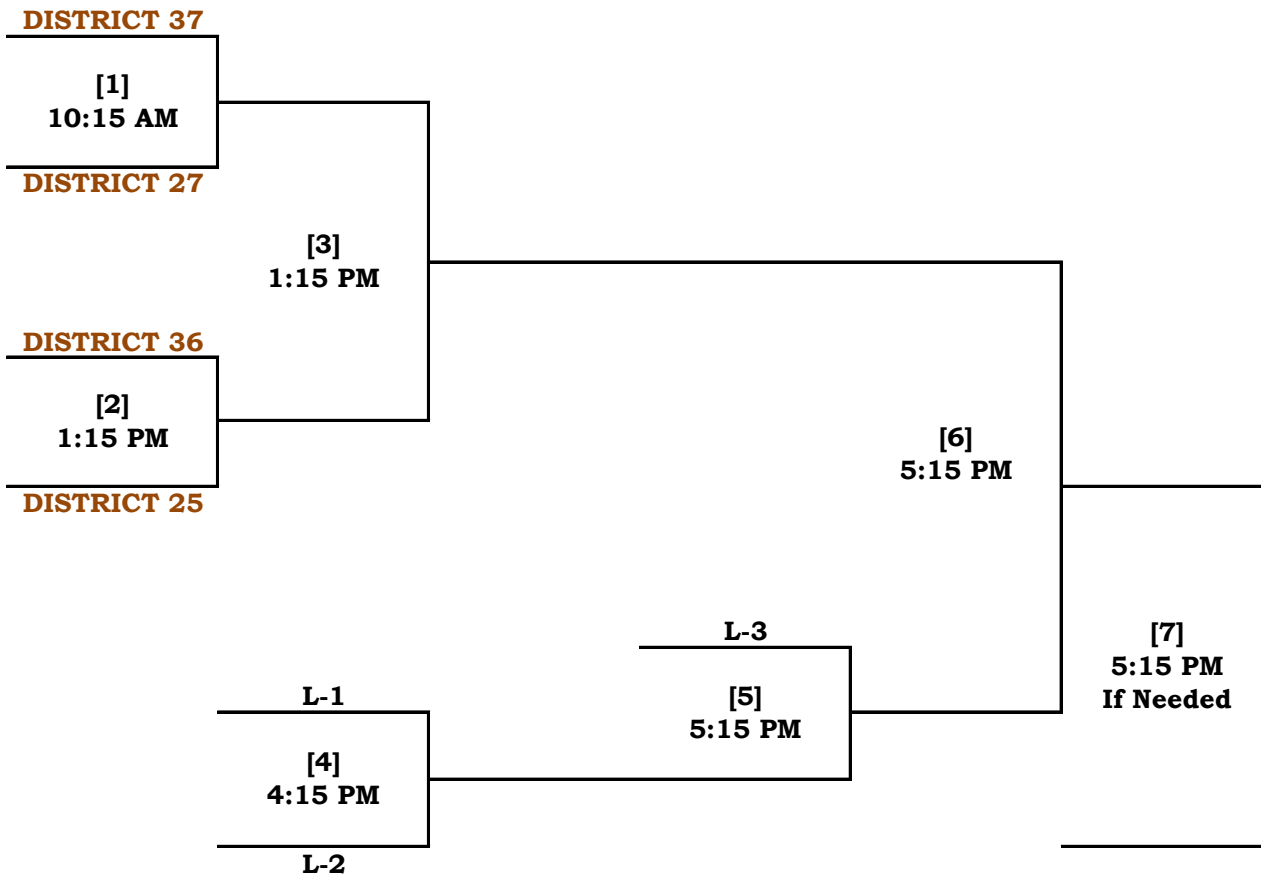 DISTRICT 37
[1]
10:15 AM
DISTRICT 27
[3]
1:15 PM
DISTRICT 36
[2]
1:15 PM
DISTRICT 25
[6]
5:15 PM
L-3
[5]
5:15 PM
[7]
5:15 PM
If Needed
L-1
[4]
4:15 PM
L-2